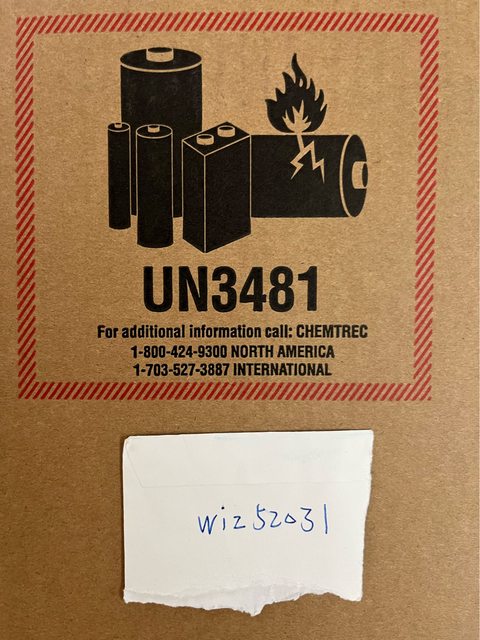 UN3481
For additional information call: CHEMTREC
1-800-424-9300 NORTH AMERICA
1-703-527-3887 INTERNATIONAL
wiz52031